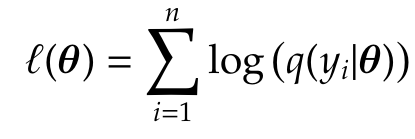 ℓ(𝜽) = ∑_{i=1}^{n} log(q(y_i|𝜽))